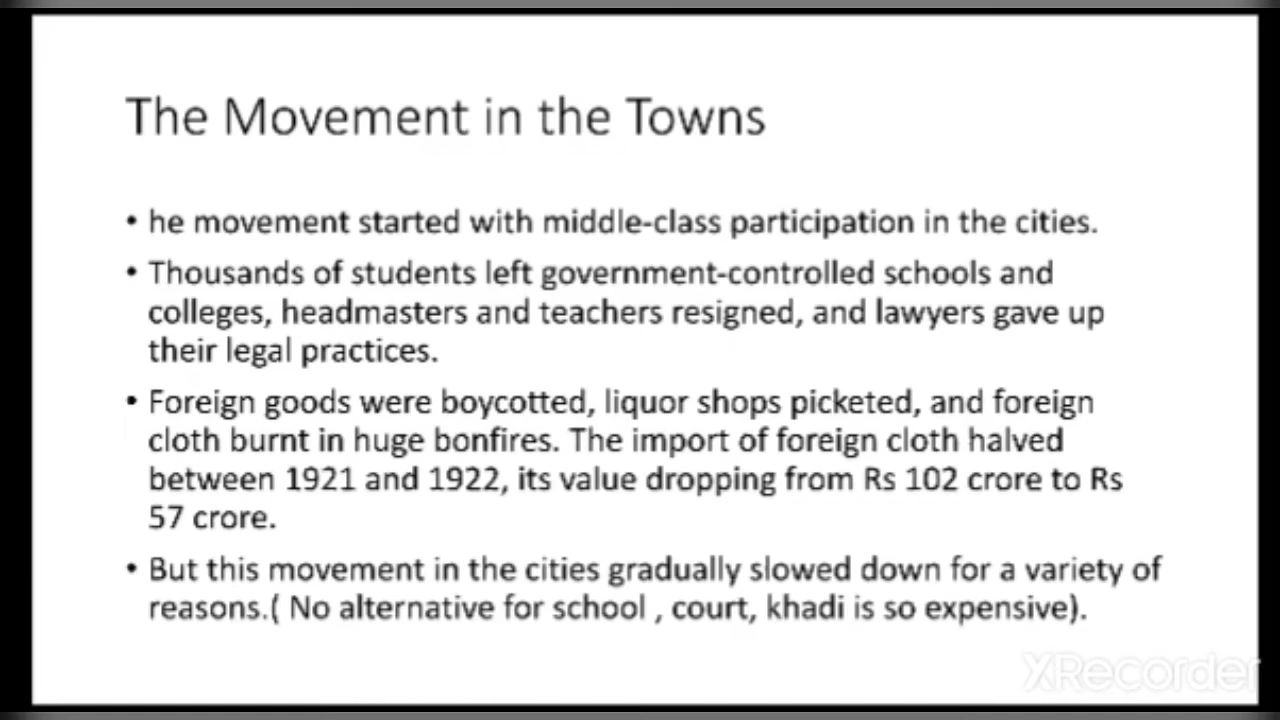 The Movement in the Towns
• he movement started with middle-class participation in the cities.
• Thousands of students left government-controlled schools and
colleges, headmasters and teachers resigned, and lawyers gave up
their legal practices.
• Foreign goods were boycotted, liquor shops picketed, and foreign
cloth burnt in huge bonfires. The import of foreign cloth halved
between 1921 and 1922, its value dropping from Rs 102 crore to Rs
57 crore.
• But this movement in the cities gradually slowed down for a variety of
reasons.( No alternative for school , court, khadi is so expensive).
XRecorder